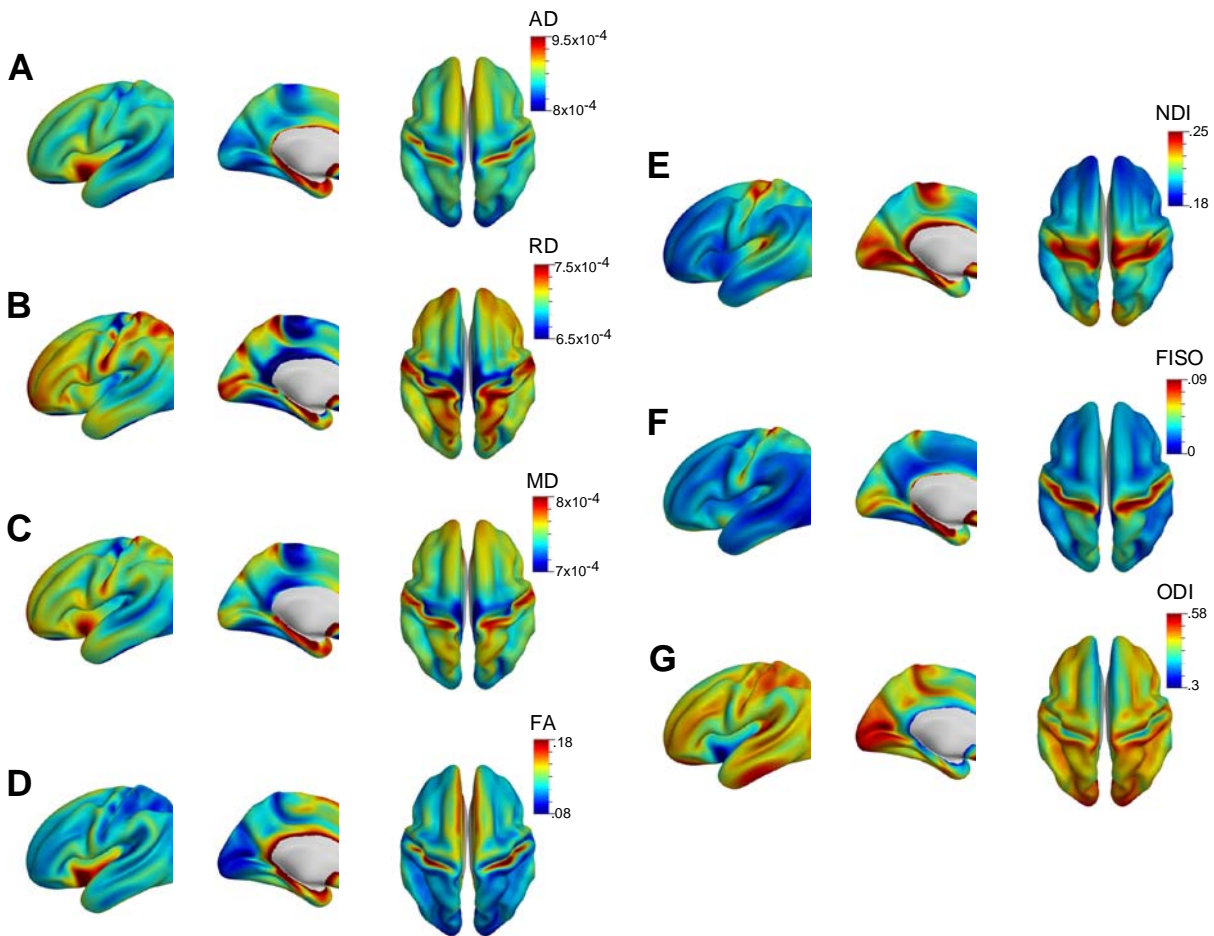 A
AD
9.5x10-4
8x10-4
B
RD
7.5x10-4
6.5x10-4
C
MD
8x10-4
7x10-4
D
FA
.18
.08
E
NDI
.25
.18
F
FISO
.09
0
G
ODI
.58
.3